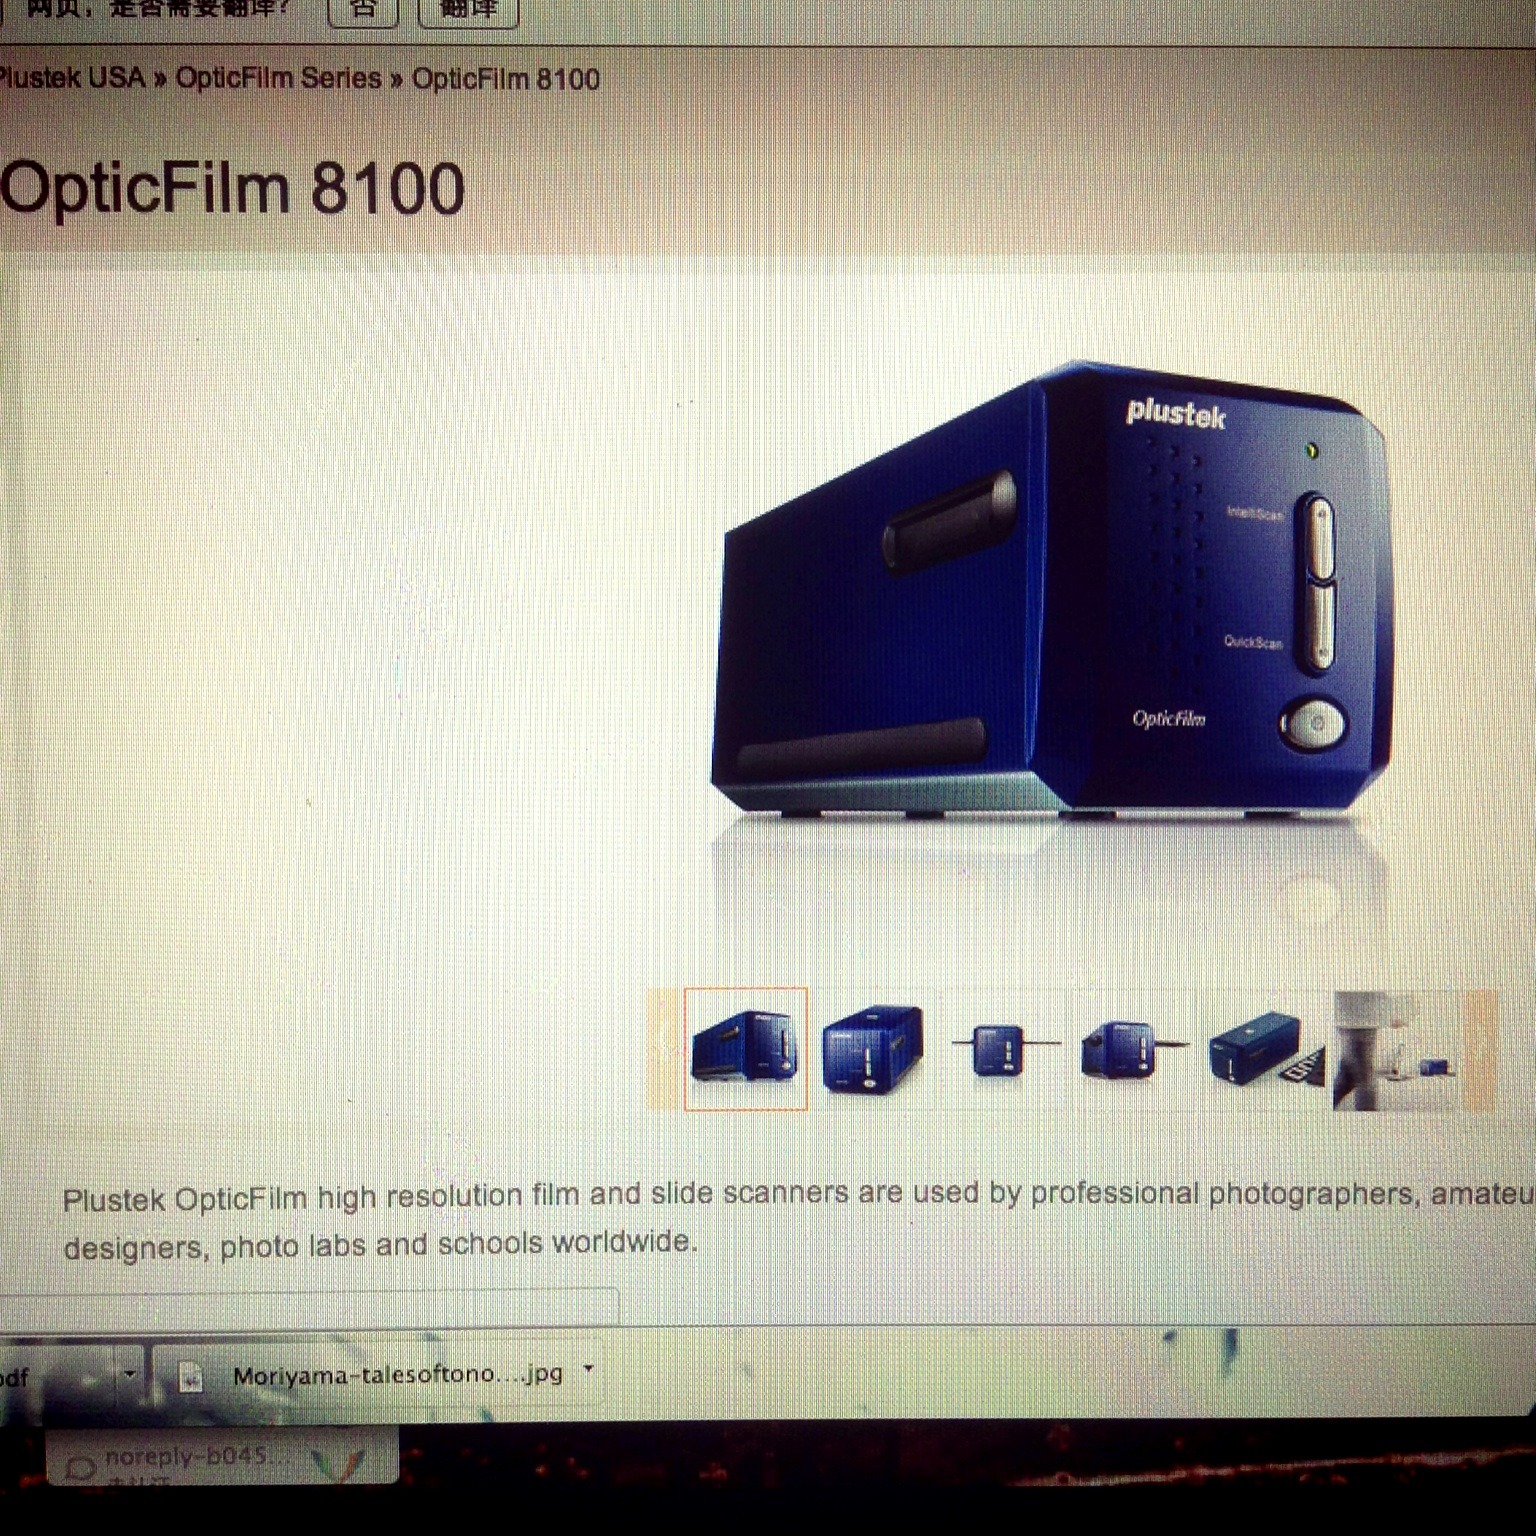 网页，是否需要翻译? 否 翻译
Plustek USA » OpticFilm Series » OpticFilm 8100
OpticFilm 8100
plustek
IntelliScan
QuickScan
OpticFilm
Plustek OpticFilm high resolution film and slide scanners are used by professional photographers, amateu
designers, photo labs and schools worldwide.
pdf Moriyama-talesoftono....jpg
noreply-b045...